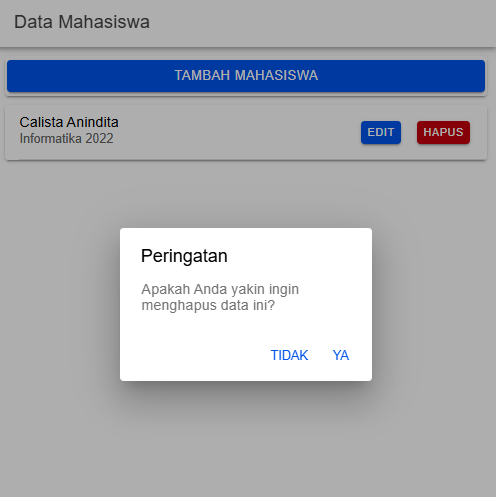 Data Mahasiswa
TAMBAH MAHASISWA
Calista Anindita
Informatika 2022
EDIT
HAPUS
Peringatan
Apakah Anda yakin ingin
menghapus data ini?
TIDAK
YA